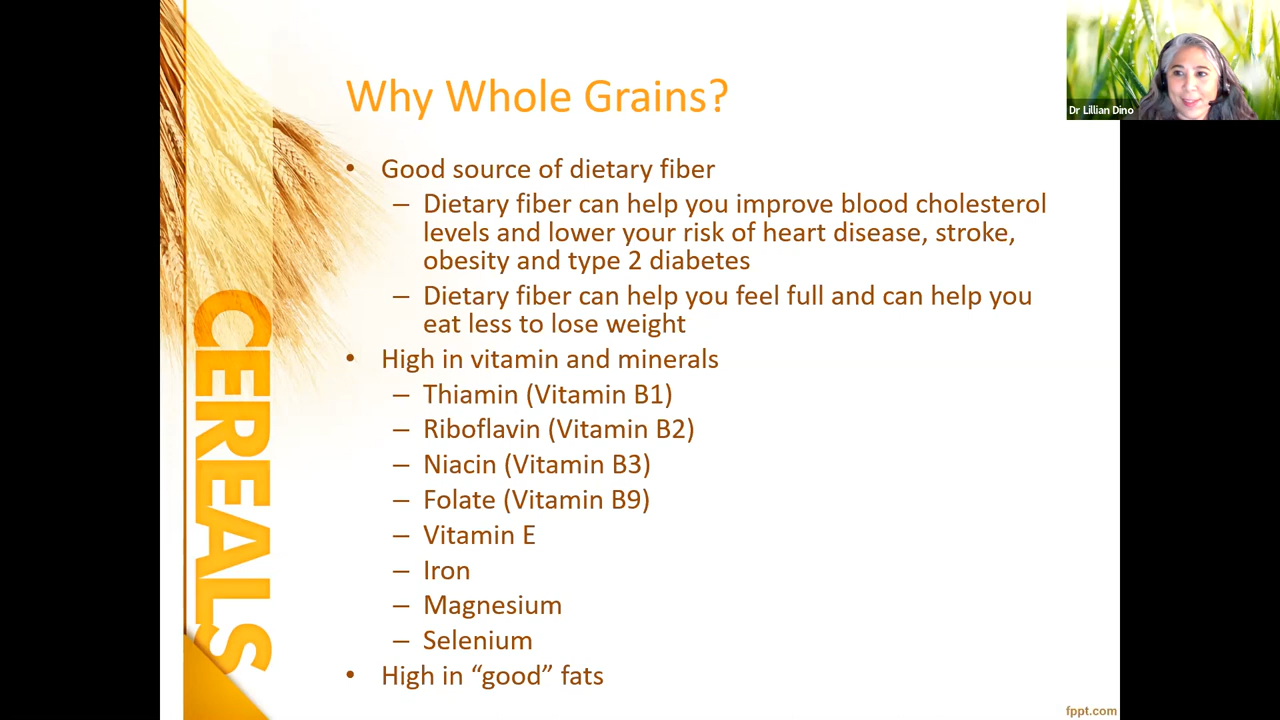 Why Whole Grains?
Dr Lillian Dino
• Good source of dietary fiber
– Dietary fiber can help you improve blood cholesterol
levels and lower your risk of heart disease, stroke,
obesity and type 2 diabetes
– Dietary fiber can help you feel full and can help you
eat less to lose weight
• High in vitamin and minerals
– Thiamin (Vitamin B1)
– Riboflavin (Vitamin B2)
– Niacin (Vitamin B3)
– Folate (Vitamin B9)
– Vitamin E
– Iron
– Magnesium
– Selenium
• High in “good” fats
CEREALS
fppt.com